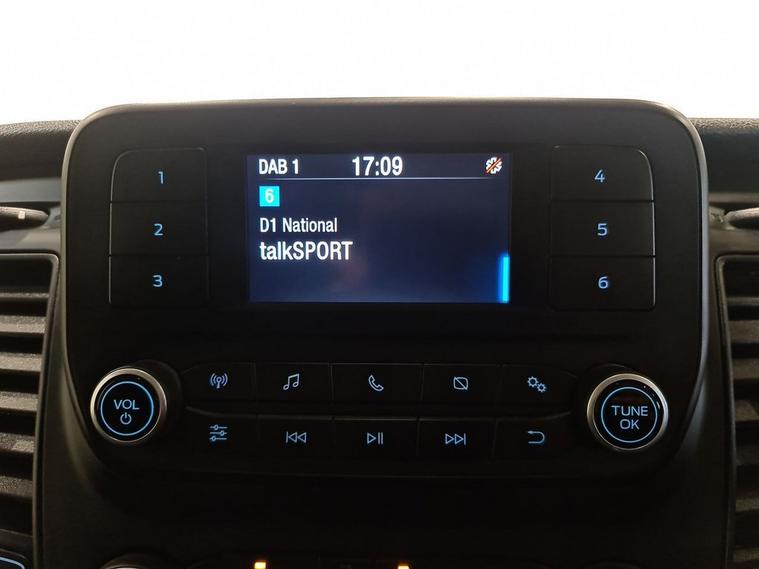 DAB 1 17:09
6
D1 National
talkSPORT
1
2
3
4
5
6
VOL
TUNE
OK